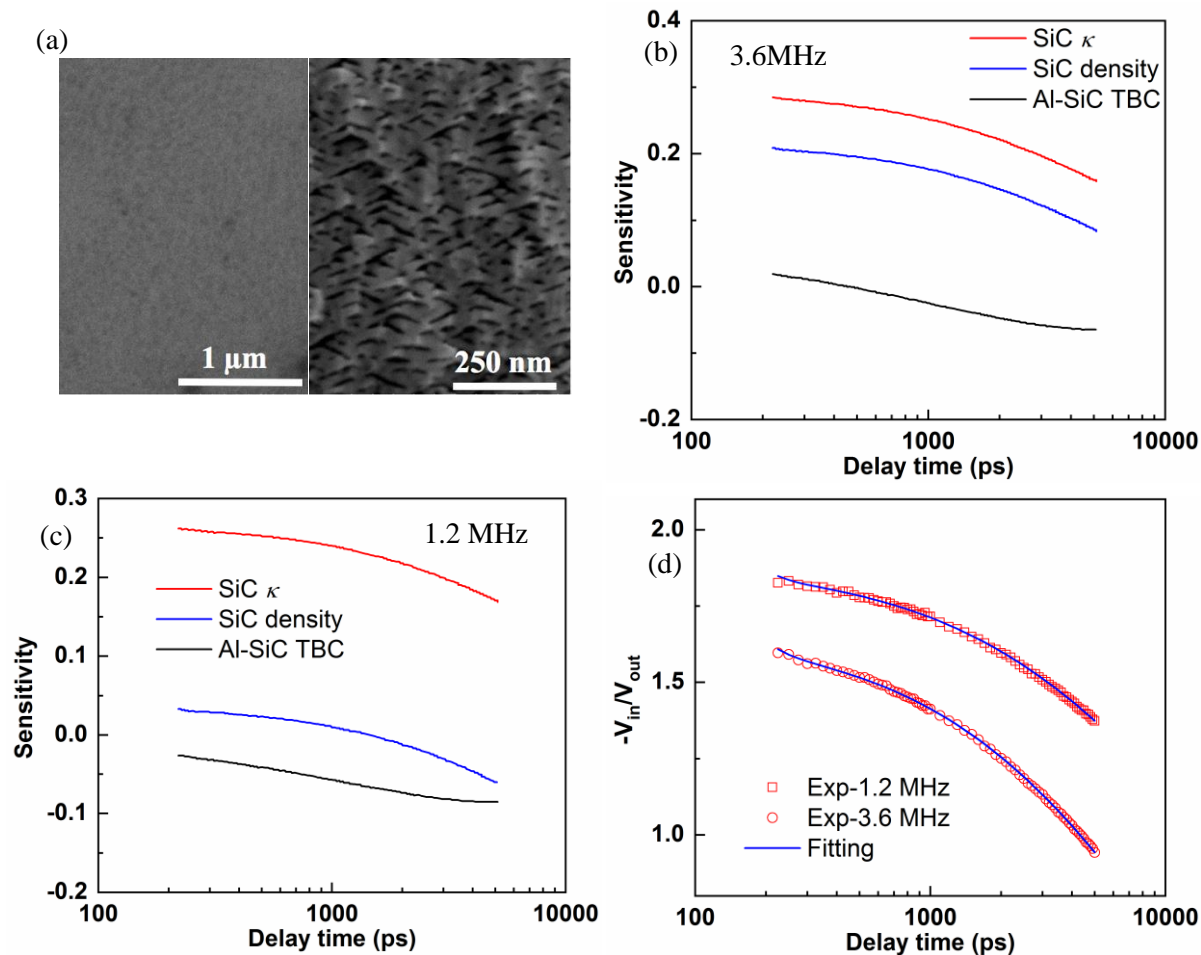 (a)
1 μm
250 nm
(b)
3.6MHz
SiC κ
SiC density
Al-SiC TBC
0.4
0.2
0.0
-0.2
Sensitivity
100
1000
10000
Delay time (ps)
(c)
1.2 MHz
SiC κ
SiC density
Al-SiC TBC
0.3
0.2
0.1
0.0
-0.1
-0.2
Sensitivity
100
1000
10000
Delay time (ps)
(d)
2.0
1.5
1.0
-Vin/Vout
Exp-1.2 MHz
Exp-3.6 MHz
Fitting
100
1000
10000
Delay time (ps)